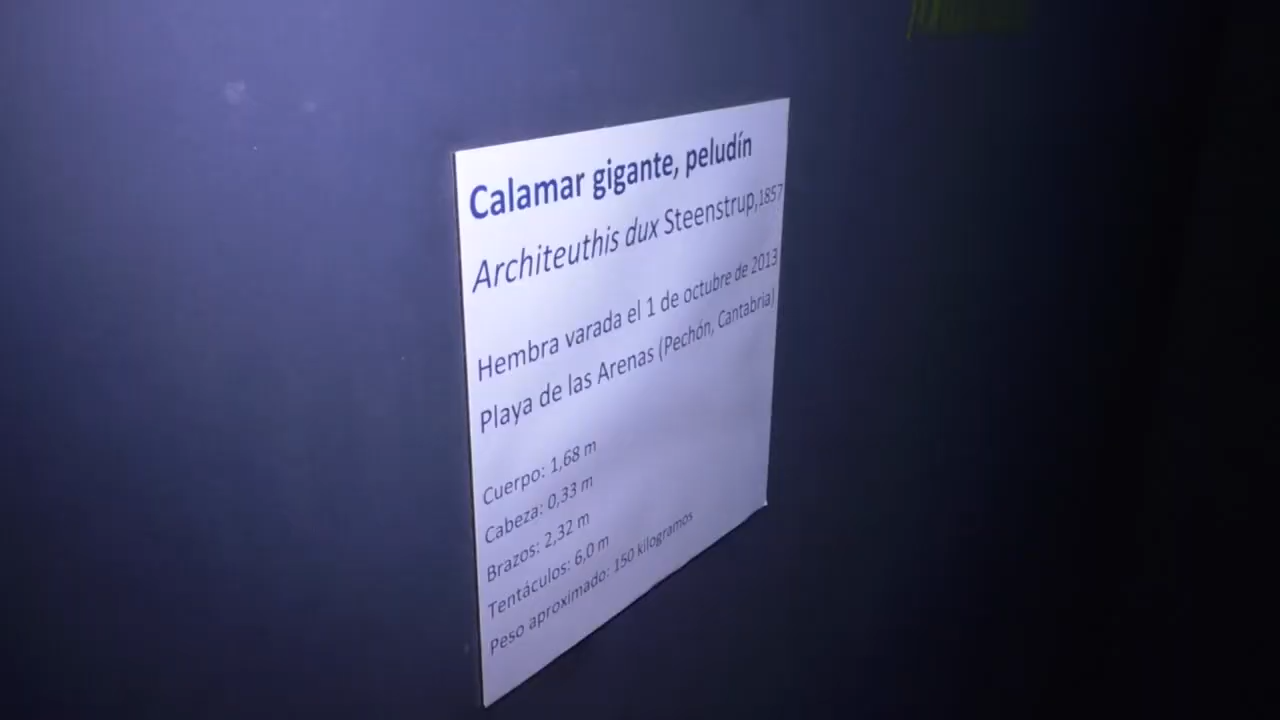 Calamar gigante, peludín
Architeuthis dux Steenstrup,1857
Hembra varada el 1 de octubre de 2013
Playa de las Arenas (Pechón, Cantabria)
Cuerpo: 1,68 m
Cabeza: 0,33 m
Brazos: 2,32 m
Tentáculos: 6,0 m
Peso aproximado: 150 kilogramos